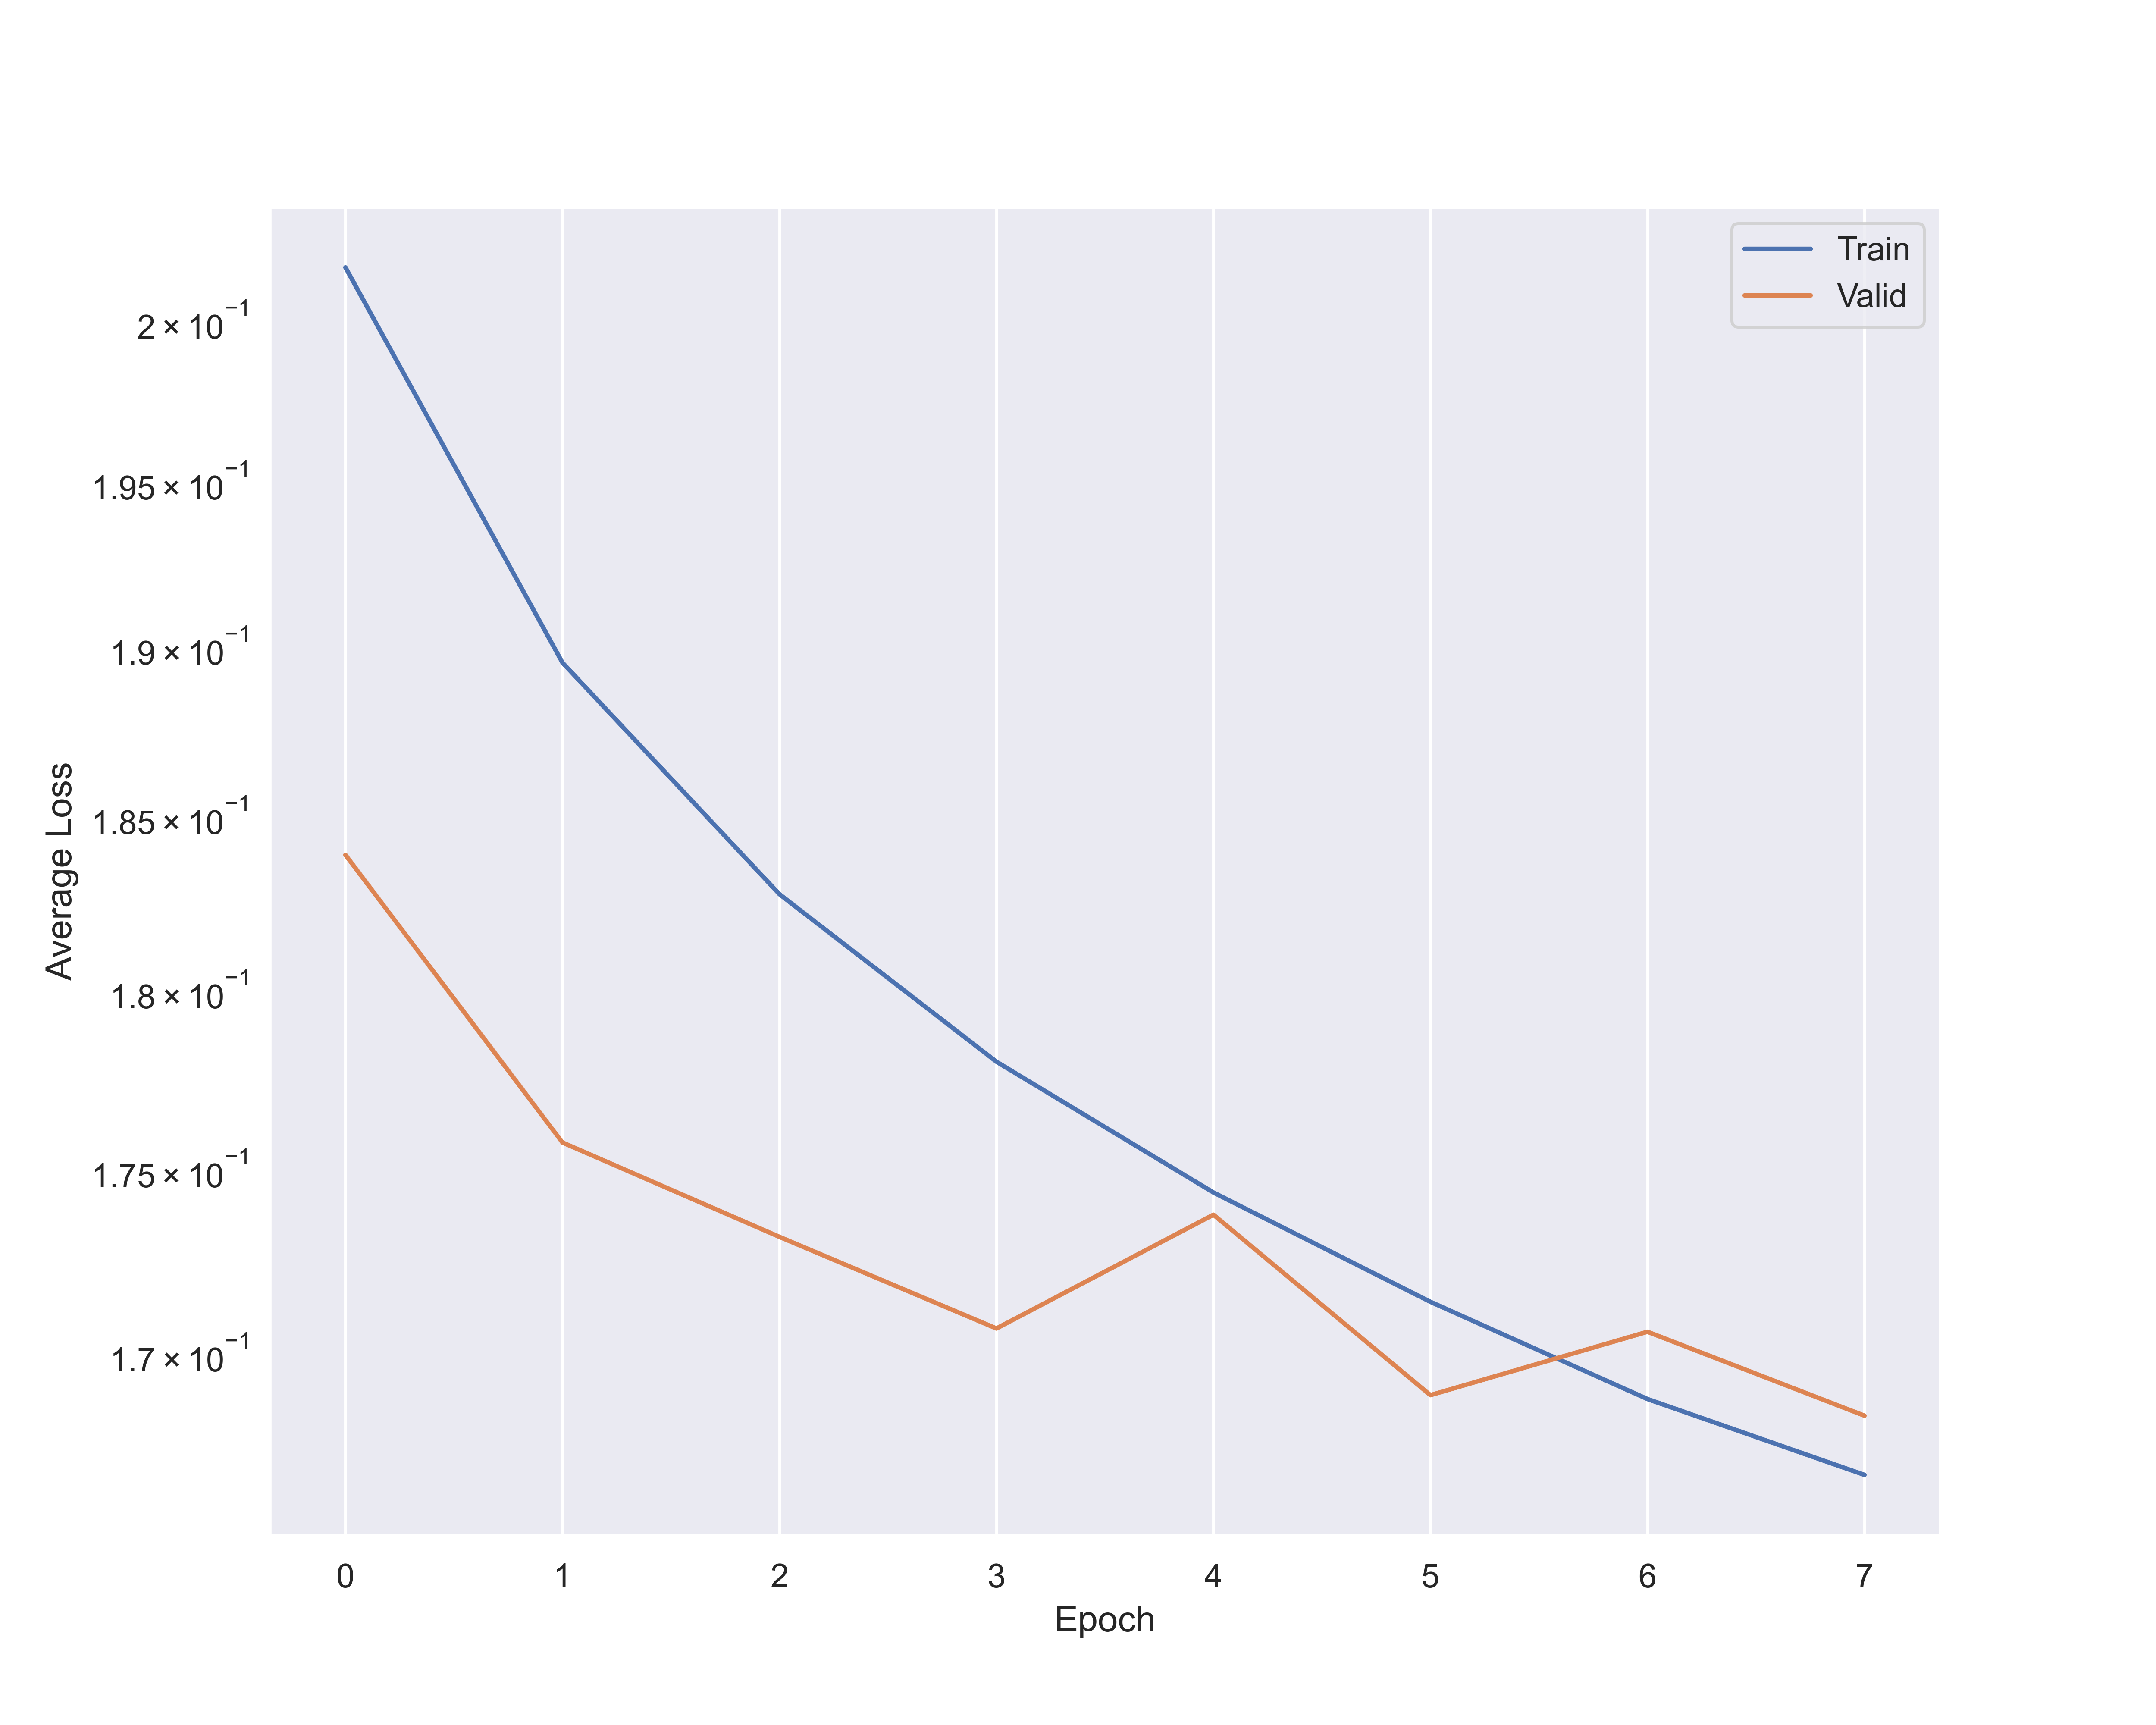 Train
Valid
2 × 10⁻¹
1.95 × 10⁻¹
1.9 × 10⁻¹
1.85 × 10⁻¹
1.8 × 10⁻¹
1.75 × 10⁻¹
1.7 × 10⁻¹
Average Loss
0 1 2 3 4 5 6 7
Epoch